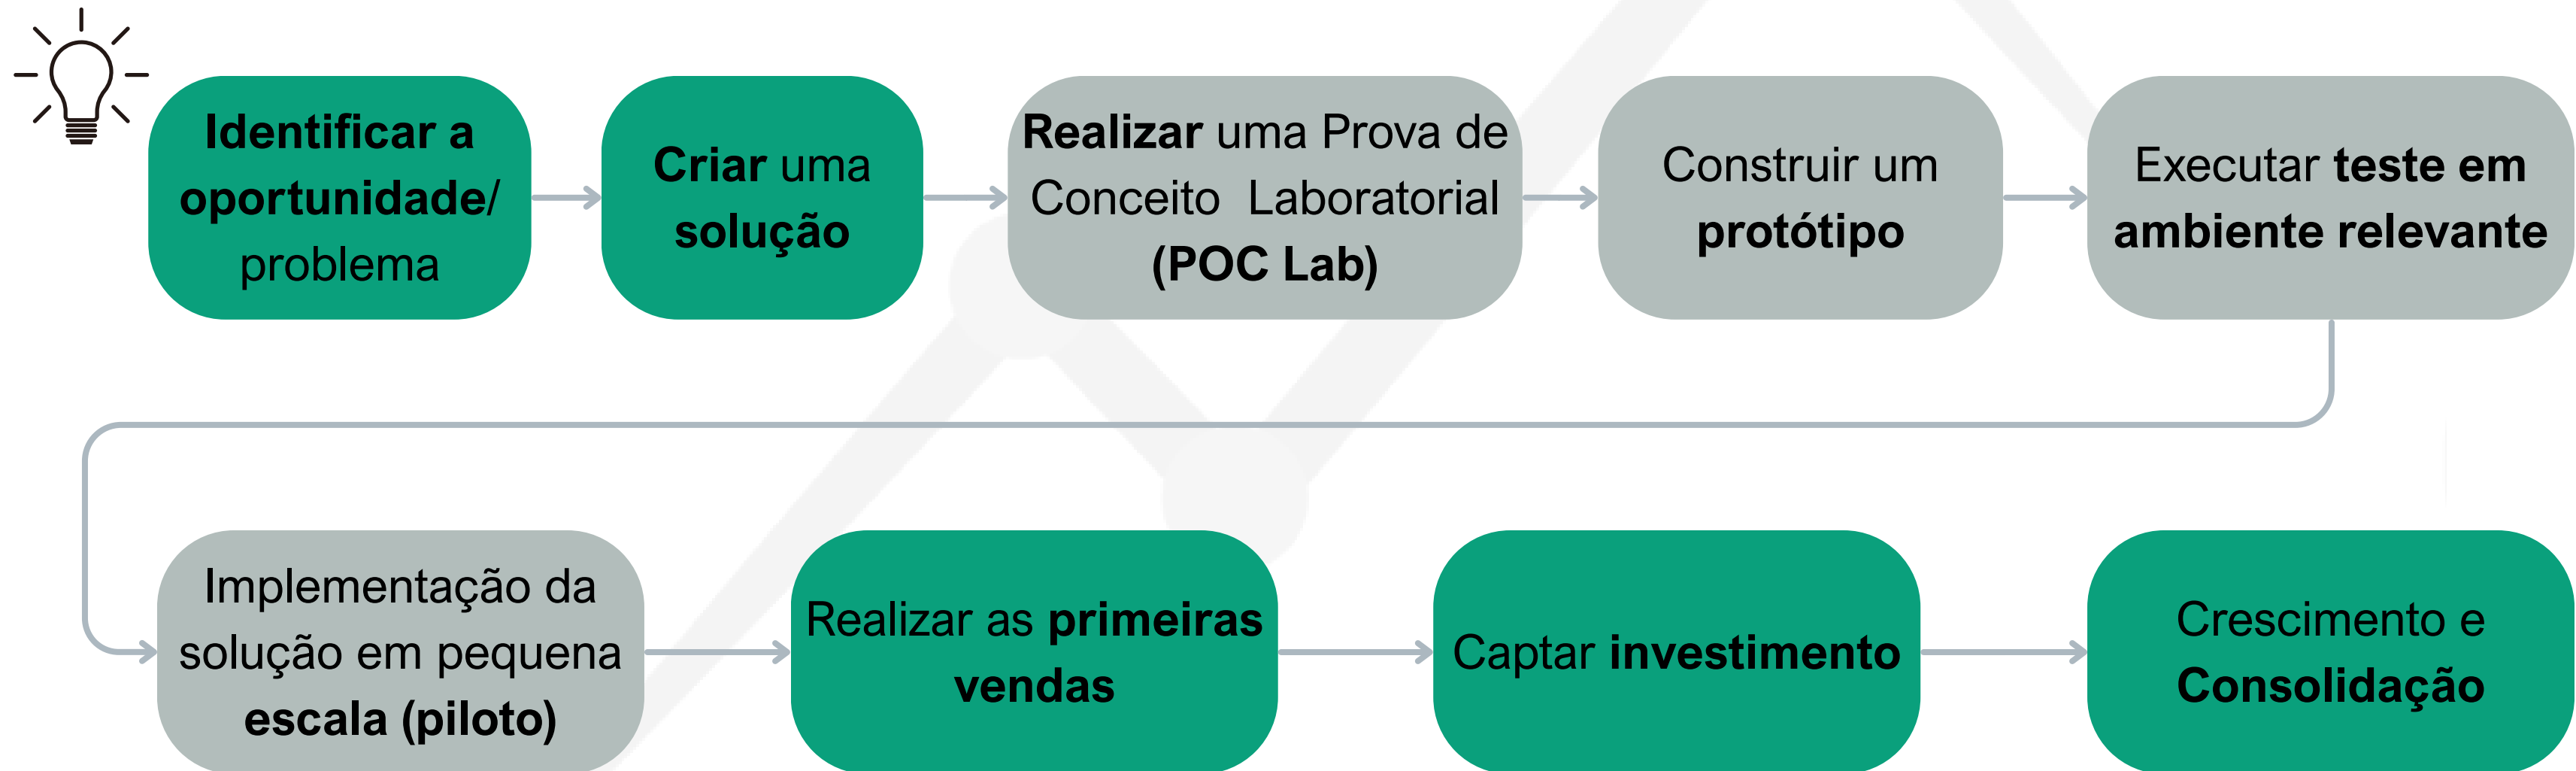 Identificar a
oportunidade/
problema
Criar uma
solução
Realizar uma Prova de
Conceito Laboratorial
(POC Lab)
Construir um
protótipo
Executar teste em
ambiente relevante
Implementação da
solução em pequena
escala (piloto)
Realizar as primeiras
vendas
Captar investimento
Crescimento e
Consolidação